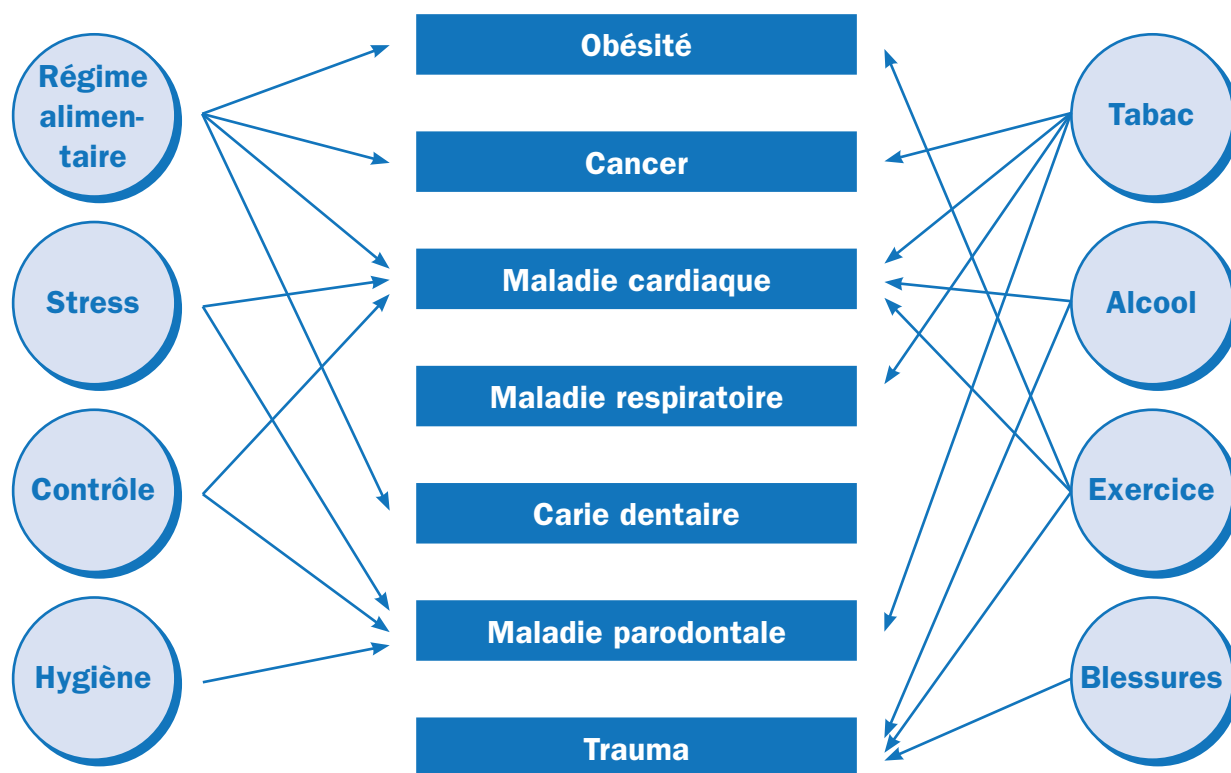 Régime
alimen-
taire
Stress
Contrôle
Hygiène
Obésité
Cancer
Maladie cardiaque
Maladie respiratoire
Carie dentaire
Maladie parodontale
Trauma
Tabac
Alcool
Exercice
Blessures